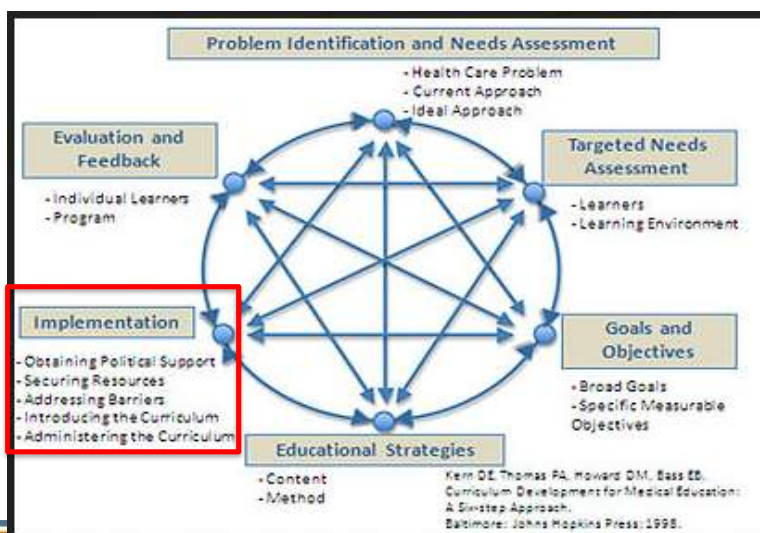 Problem Identification and Needs Assessment
- Health Care Problem
- Current Approach
- Ideal Approach
Evaluation and
Feedback
- Individual Learners
- Program
Targeted Needs
Assessment
- Learners
- Learning Environment
Implementation
- Obtaining Political Support
- Securing Resources
- Addressing Barriers
- Introducing the Curriculum
- Administering the Curriculum
Goals and
Objectives
- Broad Goals
- Specific Measurable
Objectives
Educational Strategies
- Content
- Method
Kern DE, Thomas PA, Howard DM, Bass EB.
Curriculum Development for Medical Education:
A Six-step Approach.
Baltimore: Johns Hopkins Press; 1998.